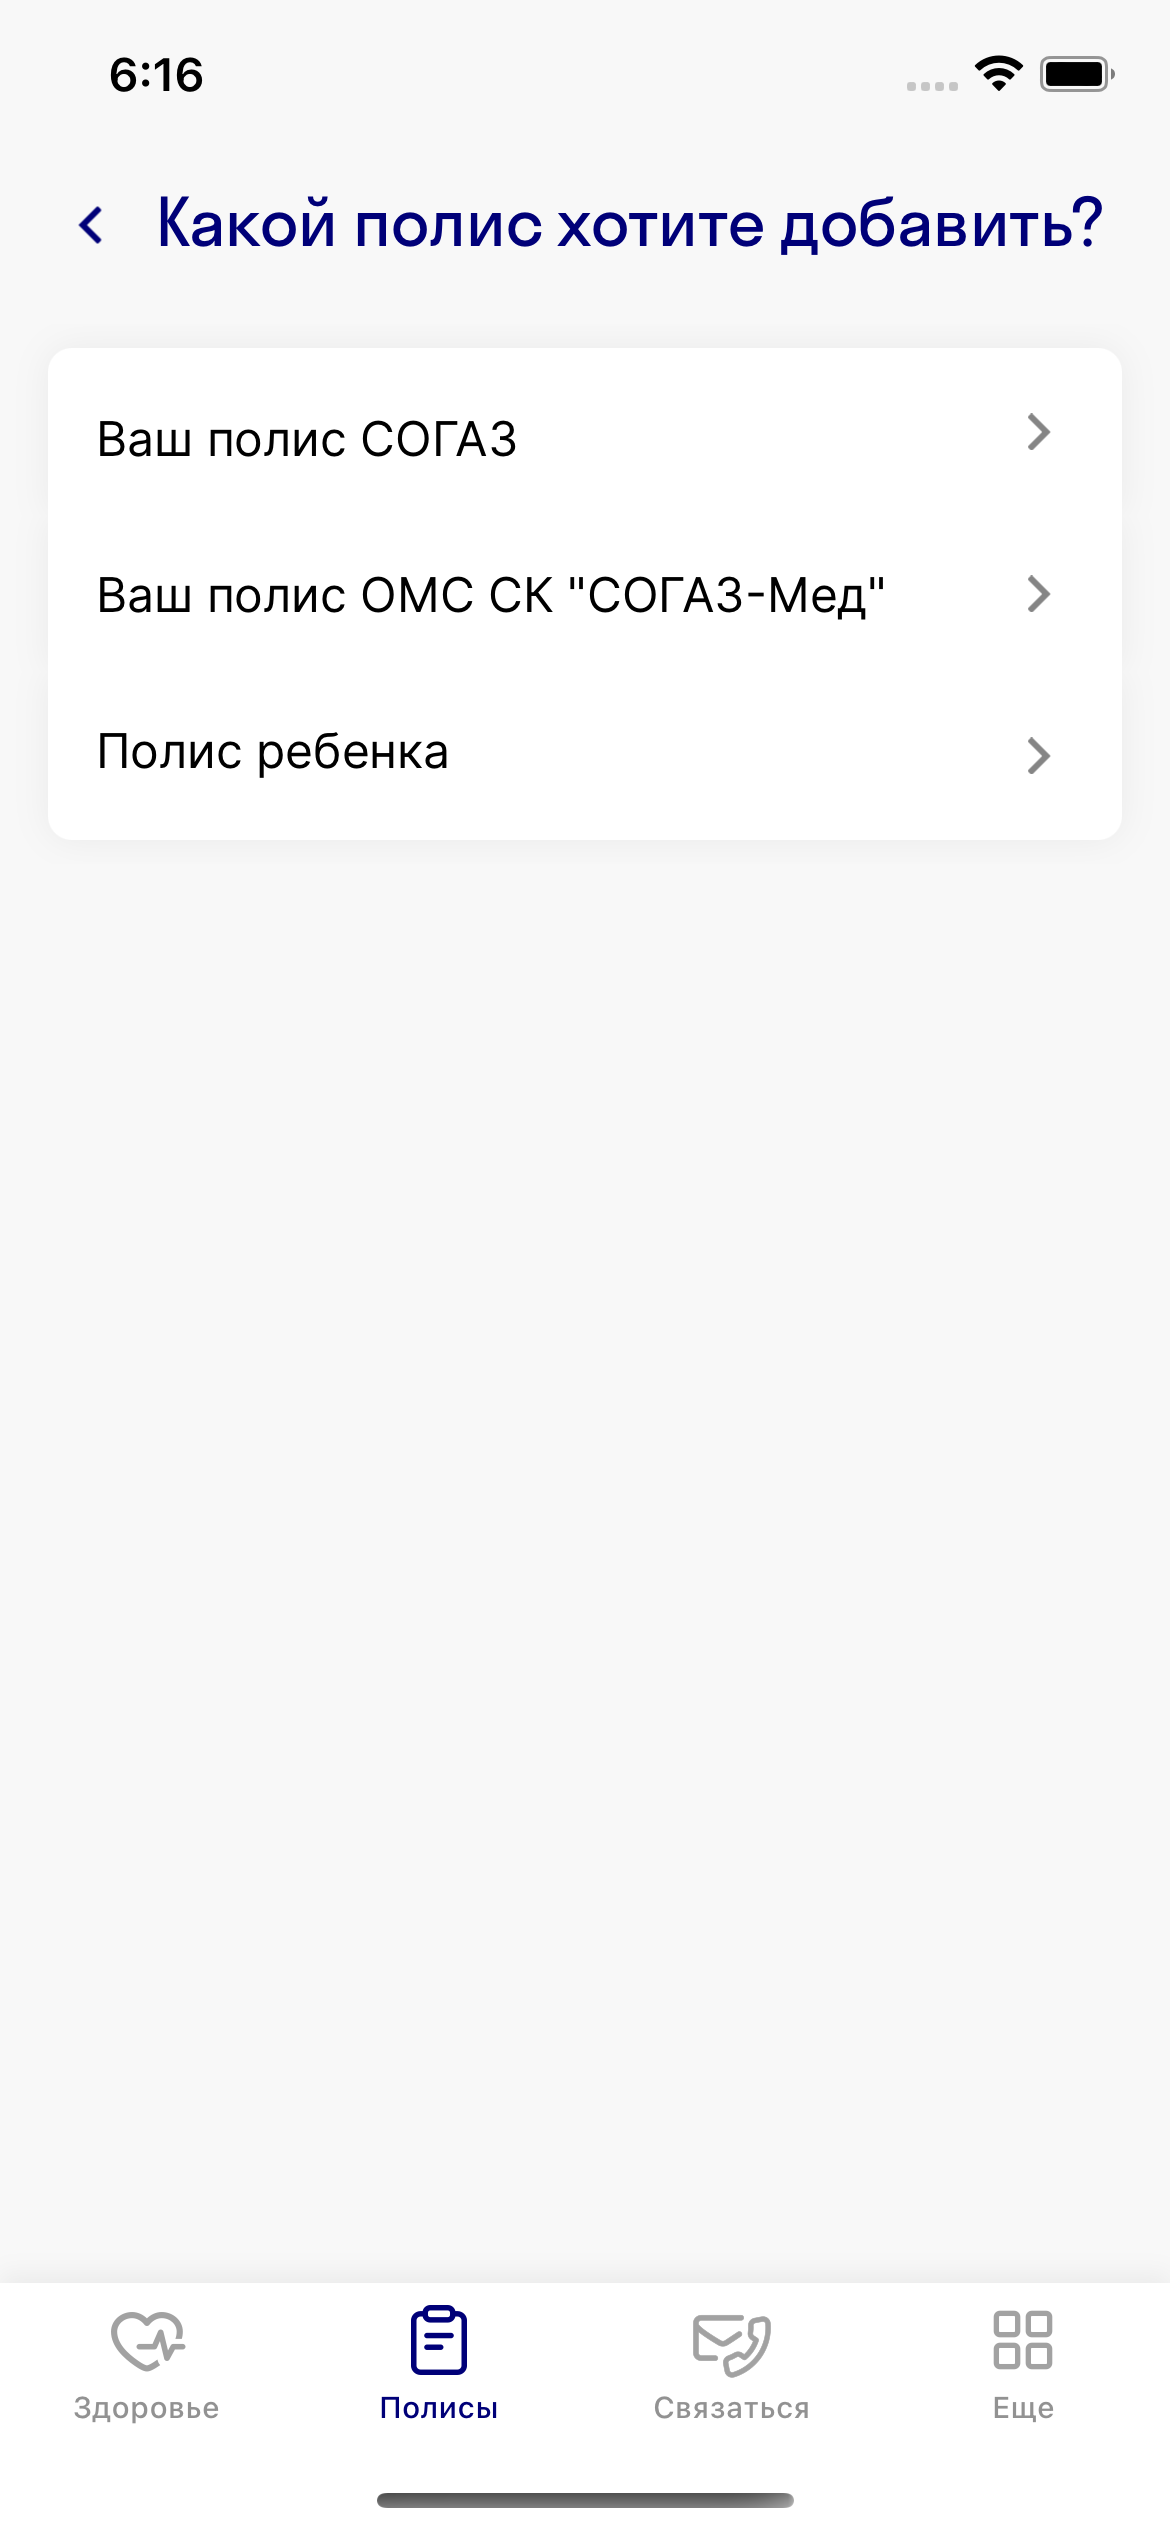 6:16
Какой полис хотите добавить?
Ваш полис СОГАЗ
Ваш полис ОМС СК "СОГАЗ-Мед"
Полис ребенка
Здоровье
Полисы
Связаться
Еще